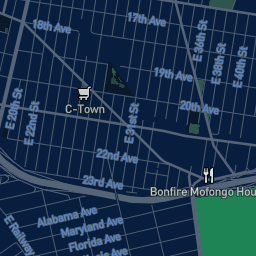 17th Ave
18th Ave
E 36th St
E 38th St
E 40th St
19th Ave
20th Ave
C-Town
E 20th St
E 22nd St
E 31st St
22nd Ave
23rd Ave
Bonfire Mofongo Hou
E Railway
Alabama Ave
Maryland Ave
Florida Ave